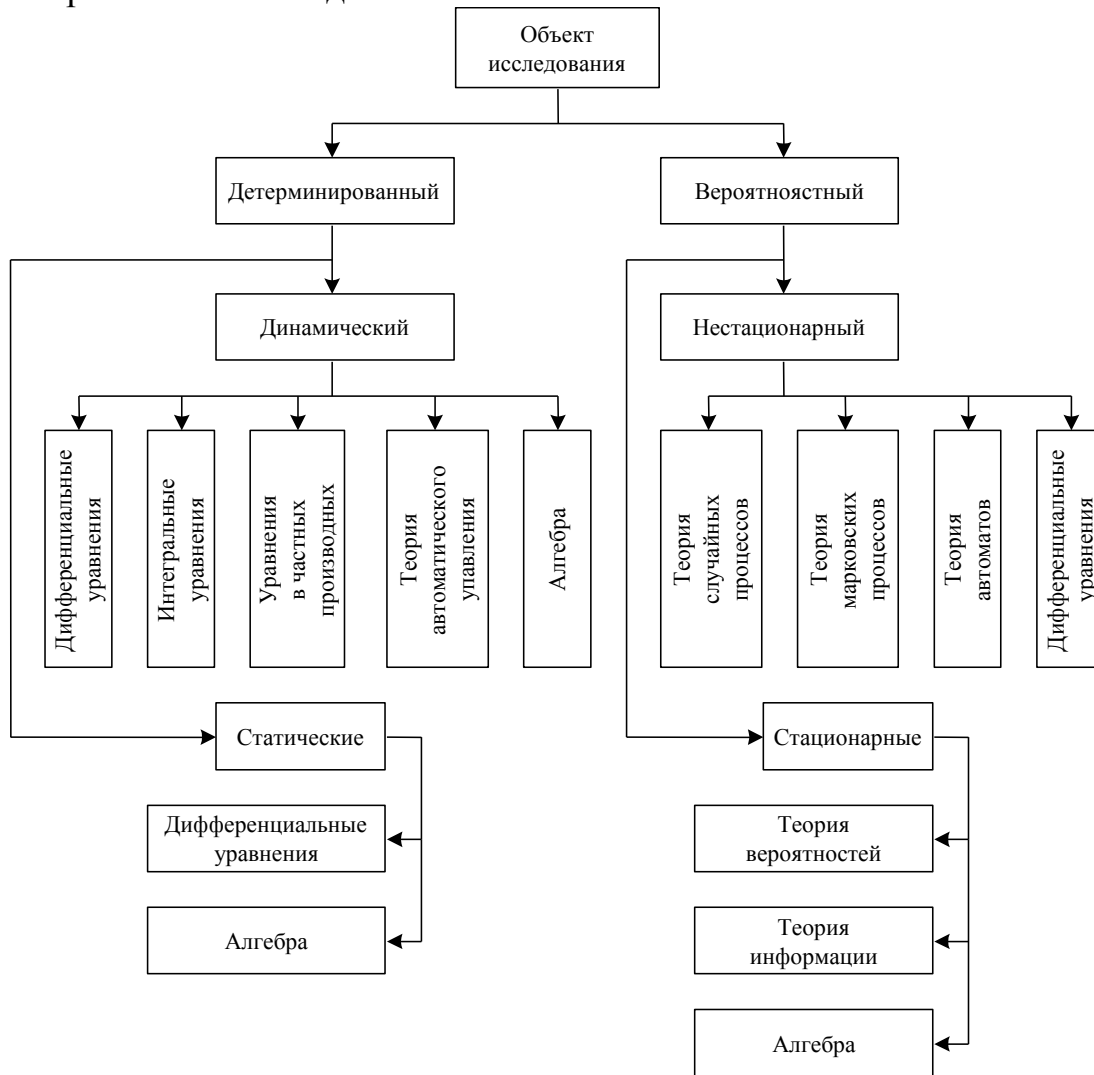 Объект
исследования
Детерминированный
Вероятноястный
Динамический
Нестационарный
Дифференциальные
уравнения
Интегральные
уравнения
Уравнения
в частных
производных
Теория
автоматического
упавления
Алгебра
Теория
случайных
процессов
Теория
марковских
процессов
Теория
автоматов
Дифференциальные
уравнения
Статические
Стационарные
Дифференциальные
уравнения
Алгебра
Теория
вероятностей
Теория
информации
Алгебра